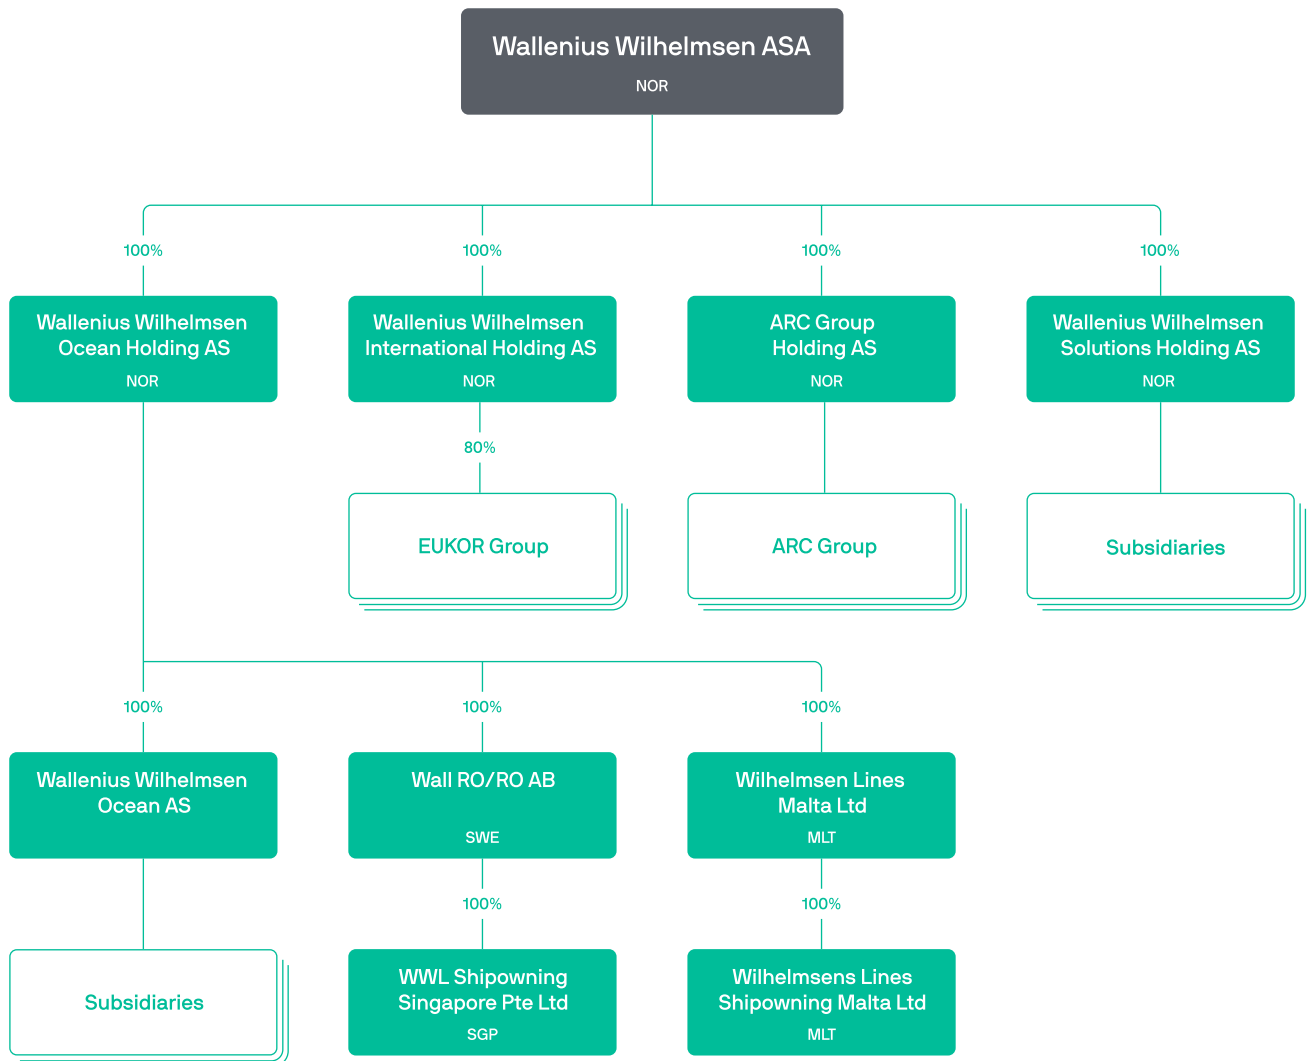 Wallenius Wilhelmsen ASA
NOR
100%
100%
100%
100%
Wallenius Wilhelmsen
Ocean Holding AS
NOR
Wallenius Wilhelmsen
International Holding AS
NOR
ARC Group
Holding AS
NOR
Wallenius Wilhelmsen
Solutions Holding AS
NOR
80%
EUKOR Group
ARC Group
Subsidiaries
100%
100%
100%
Wallenius Wilhelmsen
Ocean AS
Wall RO/RO AB
SWE
Wilhelmsen Lines
Malta Ltd
MLT
100%
100%
Subsidiaries
WWL Shipowning
Singapore Pte Ltd
SGP
Wilhelmsens Lines
Shipowning Malta Ltd
MLT